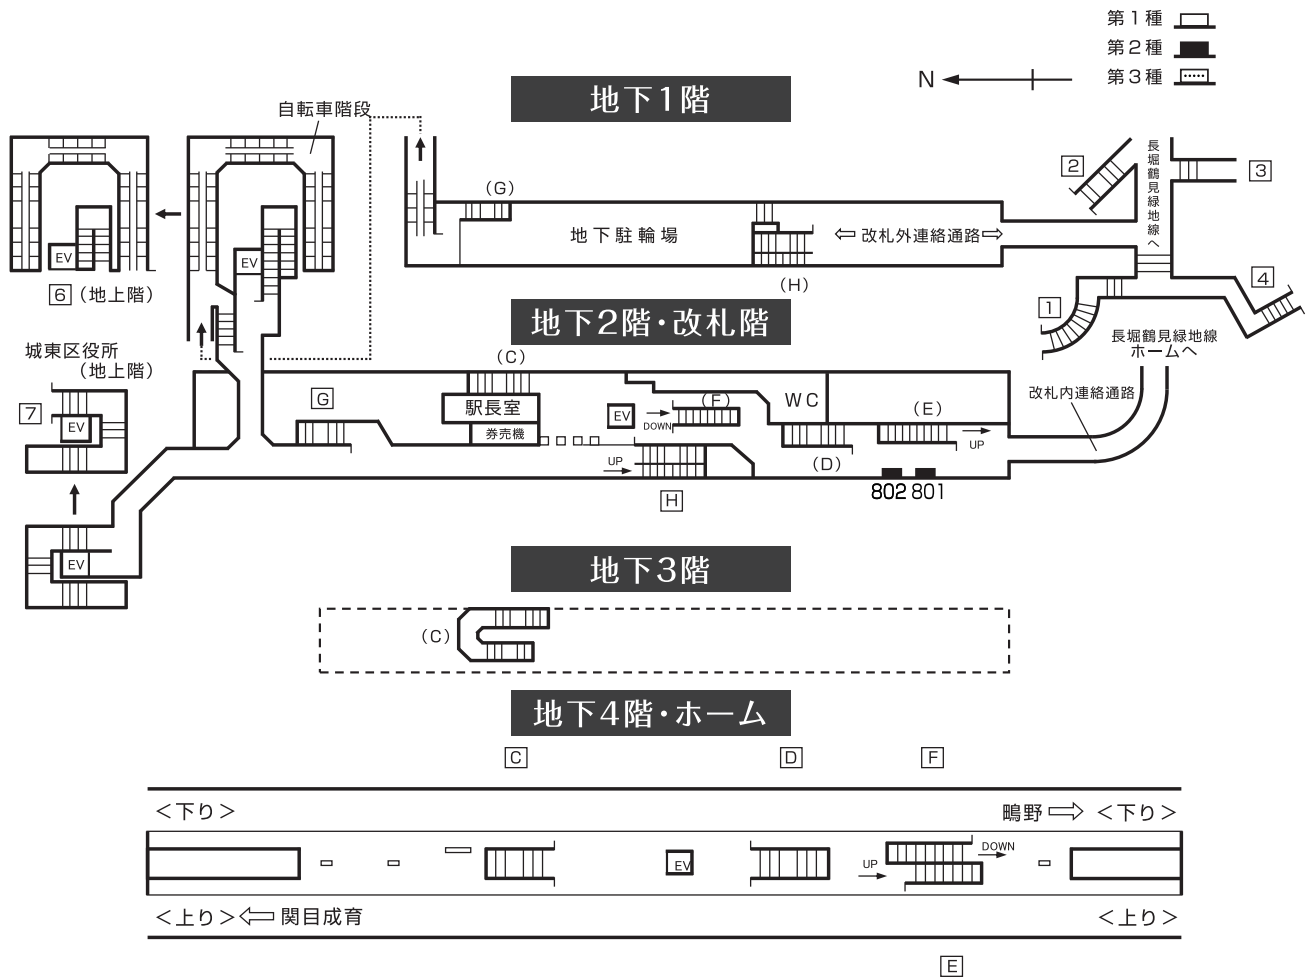 第1種
第2種
第3種
N
地下1階
自転車階段
(G)
地下駐輪場
改札外連絡通路
(H)
2
長堀鶴見緑地線へ
3
4
1
EV
EV
6
(地上階)
地下2階・改札階
長堀鶴見緑地線
ホームへ
城東区役所
(地上階)
7
EV
EV
(C)
G
駅長室
券売機
EV
DOWN
(F)
WC
(E)
UP
(D)
UP
H
802 801
改札内連絡通路
地下3階
(C)
地下4階・ホーム
C
D
F
<下り>
鴫野
<下り>
EV
UP
DOWN
<上り>
関目成育
<上り>
E